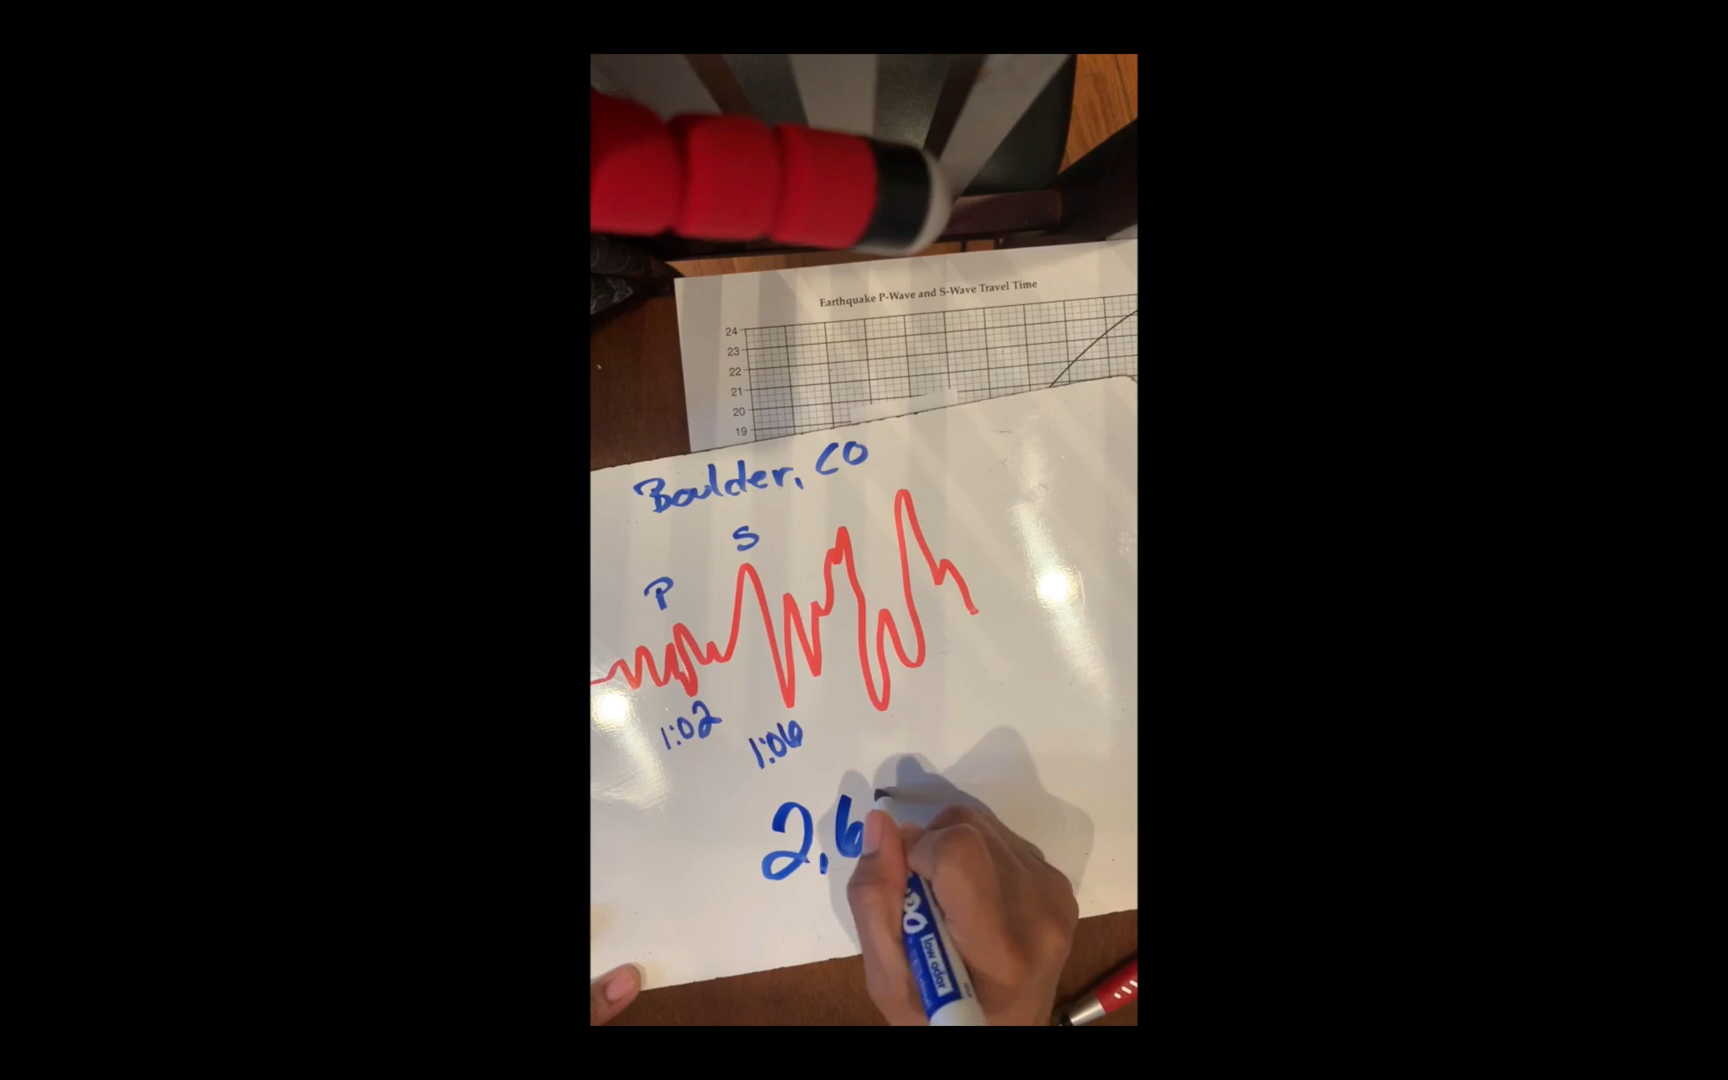 Earthquake P-Wave and S-Wave Travel Time
24
23
22
21
20
19
Boulder, CO
S
P
1:02
1:06
2,6
low odor